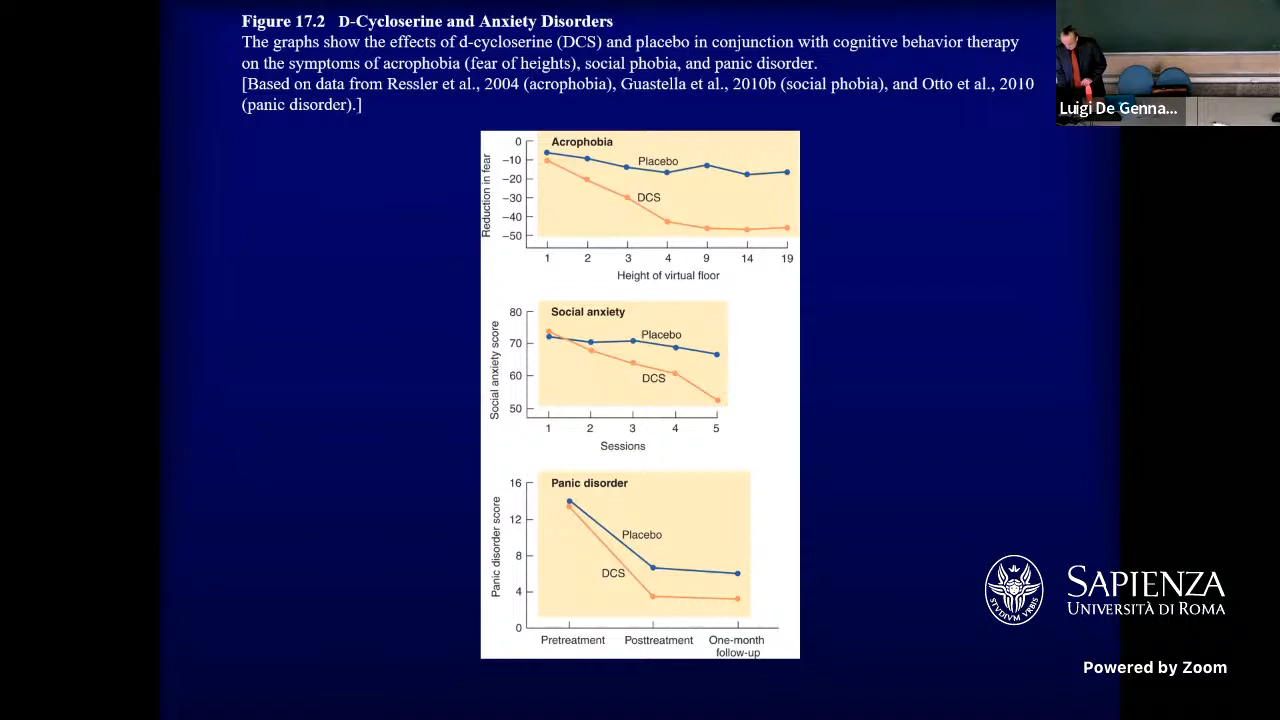 Figure 17.2 D-Cycloserine and Anxiety Disorders
The graphs show the effects of d-cycloserine (DCS) and placebo in conjunction with cognitive behavior therapy
on the symptoms of acrophobia (fear of heights), social phobia, and panic disorder.
[Based on data from Ressler et al., 2004 (acrophobia), Guastella et al., 2010b (social phobia), and Otto et al., 2010
(panic disorder).]
Luigi De Genna...
Acrophobia
Reduction in fear
0
–10
–20
–30
–40
–50
Placebo
DCS
1 2 3 4 9 14 19
Height of virtual floor
Social anxiety
Social anxiety score
80
70
60
50
Placebo
DCS
1 2 3 4 5
Sessions
Panic disorder
Panic disorder score
16
12
8
4
0
Placebo
DCS
Pretreatment Posttreatment One-month
follow-up
STVDIVM VRBIS
SAPIENZA
UNIVERSITÀ DI ROMA
Powered by Zoom